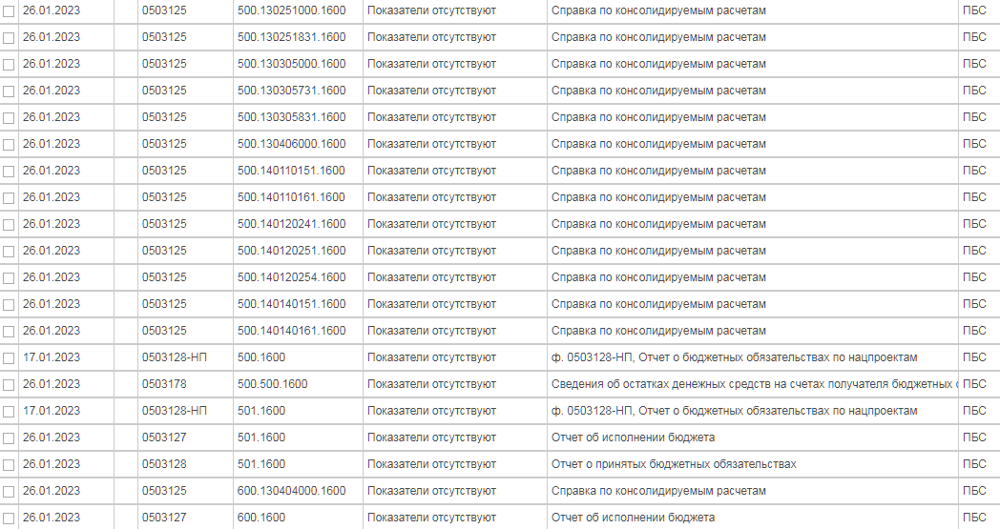 26.01.2023 0503125 500.130251000.1600 Показатели отсутствуют Справка по консолидируемым расчетам ПБС
26.01.2023 0503125 500.130251831.1600 Показатели отсутствуют Справка по консолидируемым расчетам ПБС
26.01.2023 0503125 500.130305000.1600 Показатели отсутствуют Справка по консолидируемым расчетам ПБС
26.01.2023 0503125 500.130305731.1600 Показатели отсутствуют Справка по консолидируемым расчетам ПБС
26.01.2023 0503125 500.130305831.1600 Показатели отсутствуют Справка по консолидируемым расчетам ПБС
26.01.2023 0503125 500.130406000.1600 Показатели отсутствуют Справка по консолидируемым расчетам ПБС
26.01.2023 0503125 500.140110151.1600 Показатели отсутствуют Справка по консолидируемым расчетам ПБС
26.01.2023 0503125 500.140110161.1600 Показатели отсутствуют Справка по консолидируемым расчетам ПБС
26.01.2023 0503125 500.140120241.1600 Показатели отсутствуют Справка по консолидируемым расчетам ПБС
26.01.2023 0503125 500.140120251.1600 Показатели отсутствуют Справка по консолидируемым расчетам ПБС
26.01.2023 0503125 500.140120254.1600 Показатели отсутствуют Справка по консолидируемым расчетам ПБС
26.01.2023 0503125 500.140140151.1600 Показатели отсутствуют Справка по консолидируемым расчетам ПБС
26.01.2023 0503125 500.140140161.1600 Показатели отсутствуют Справка по консолидируемым расчетам ПБС
17.01.2023 0503128-НП 500.1600 Показатели отсутствуют ф. 0503128-НП, Отчет о бюджетных обязательствах по нацпроектам ПБС
26.01.2023 0503178 500.500.1600 Показатели отсутствуют Сведения об остатках денежных средств на счетах получателя бюджетных ПБС
17.01.2023 0503128-НП 501.1600 Показатели отсутствуют ф. 0503128-НП, Отчет о бюджетных обязательствах по нацпроектам ПБС
26.01.2023 0503127 501.1600 Показатели отсутствуют Отчет об исполнении бюджета ПБС
26.01.2023 0503128 501.1600 Показатели отсутствуют Отчет о принятых бюджетных обязательствах ПБС
26.01.2023 0503125 600.130404000.1600 Показатели отсутствуют Справка по консолидируемым расчетам ПБС
26.01.2023 0503127 600.1600 Показатели отсутствуют Отчет об исполнении бюджета ПБС